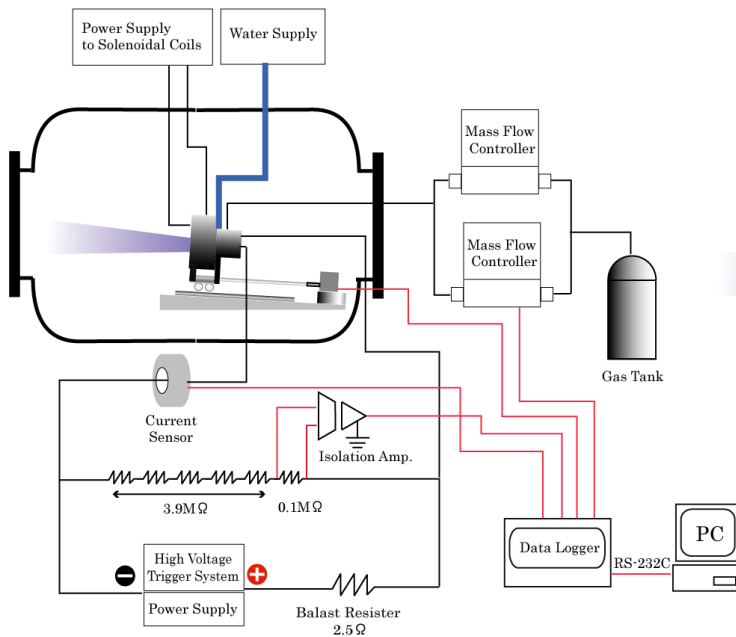 Power Supply
to Solenoidal Coils
Water Supply
Mass Flow
Controller
Mass Flow
Controller
Gas Tank
Current
Sensor
Isolation Amp.
3.9MΩ
0.1MΩ
High Voltage
Trigger System
Power Supply
Balast Resister
2.5Ω
Data Logger
RS-232C
PC